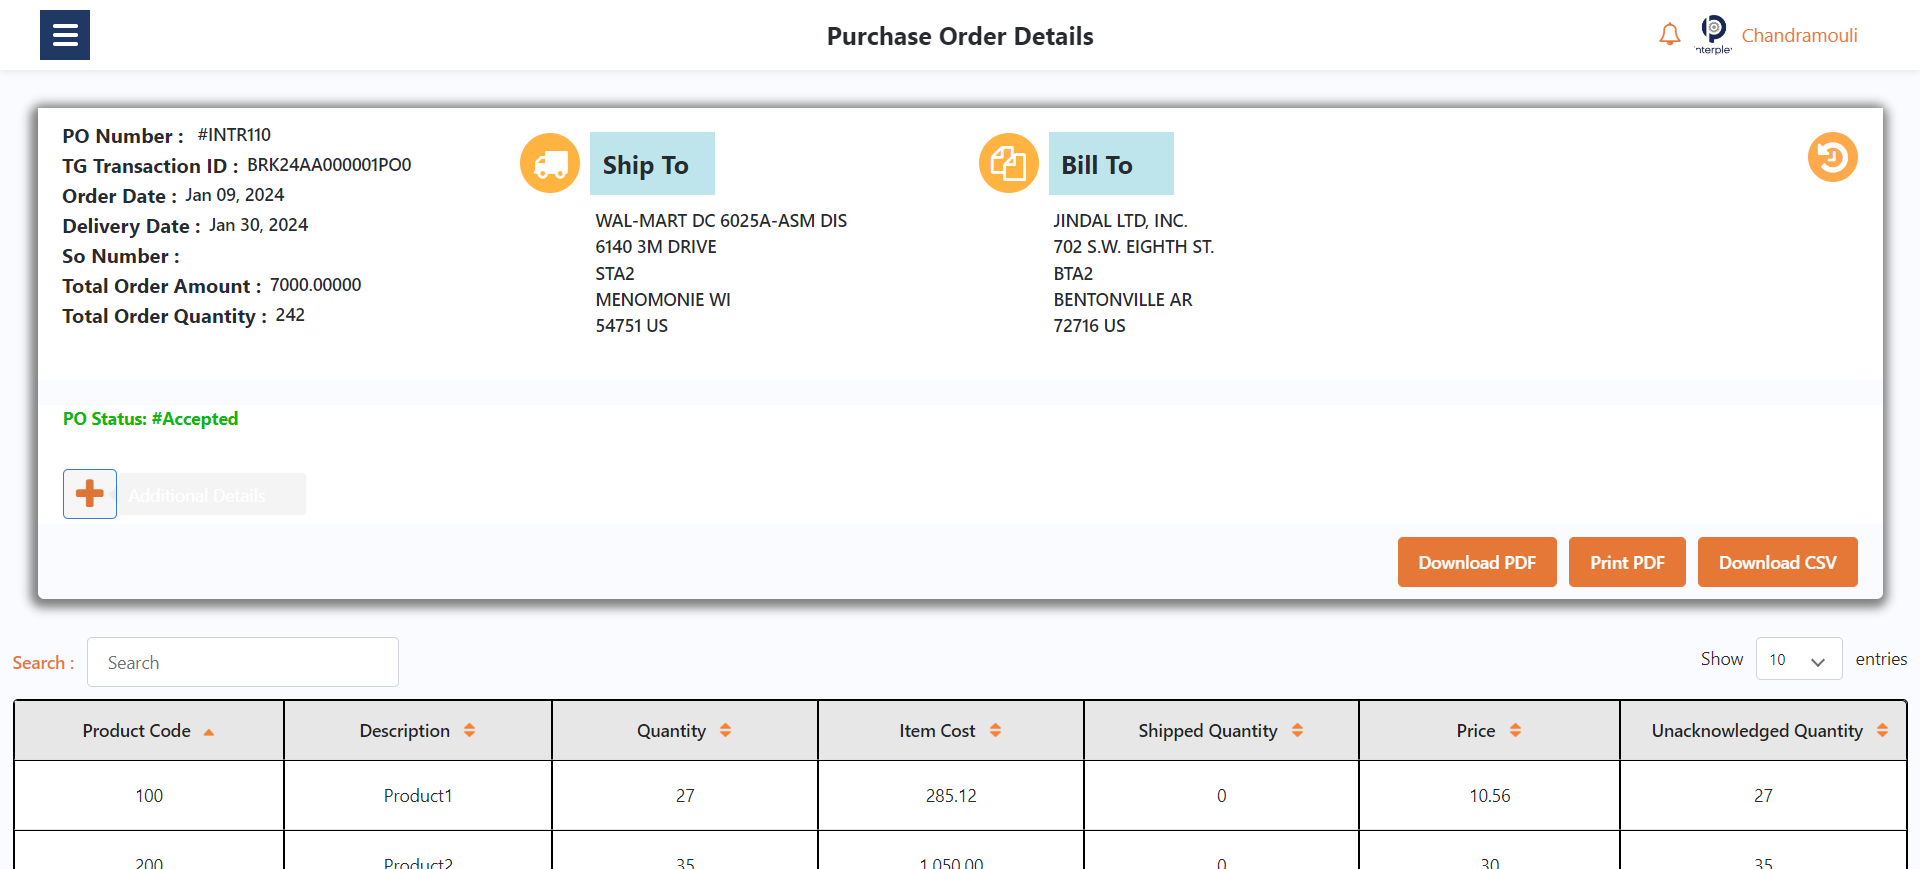 Purchase Order Details
Chandramouli
PO Number : #INTR110
TG Transaction ID : BRK24AA000001PO0
Order Date : Jan 09, 2024
Delivery Date : Jan 30, 2024
So Number :
Total Order Amount : 7000.00000
Total Order Quantity : 242
Ship To
WAL-MART DC 6025A-ASM DIS
6140 3M DRIVE
STA2
MENOMONIE WI
54751 US
Bill To
JINDAL LTD, INC.
702 S.W. EIGHTH ST.
BTA2
BENTONVILLE AR
72716 US
PO Status: #Accepted
Additional Details
Download PDF Print PDF Download CSV
Search : Search
Show 10 entries
Product Code Description Quantity Item Cost Shipped Quantity Price Unacknowledged Quantity
100 Product1 27 285.12 0 10.56 27
200 Product2 35 1,050.00 0 30 35